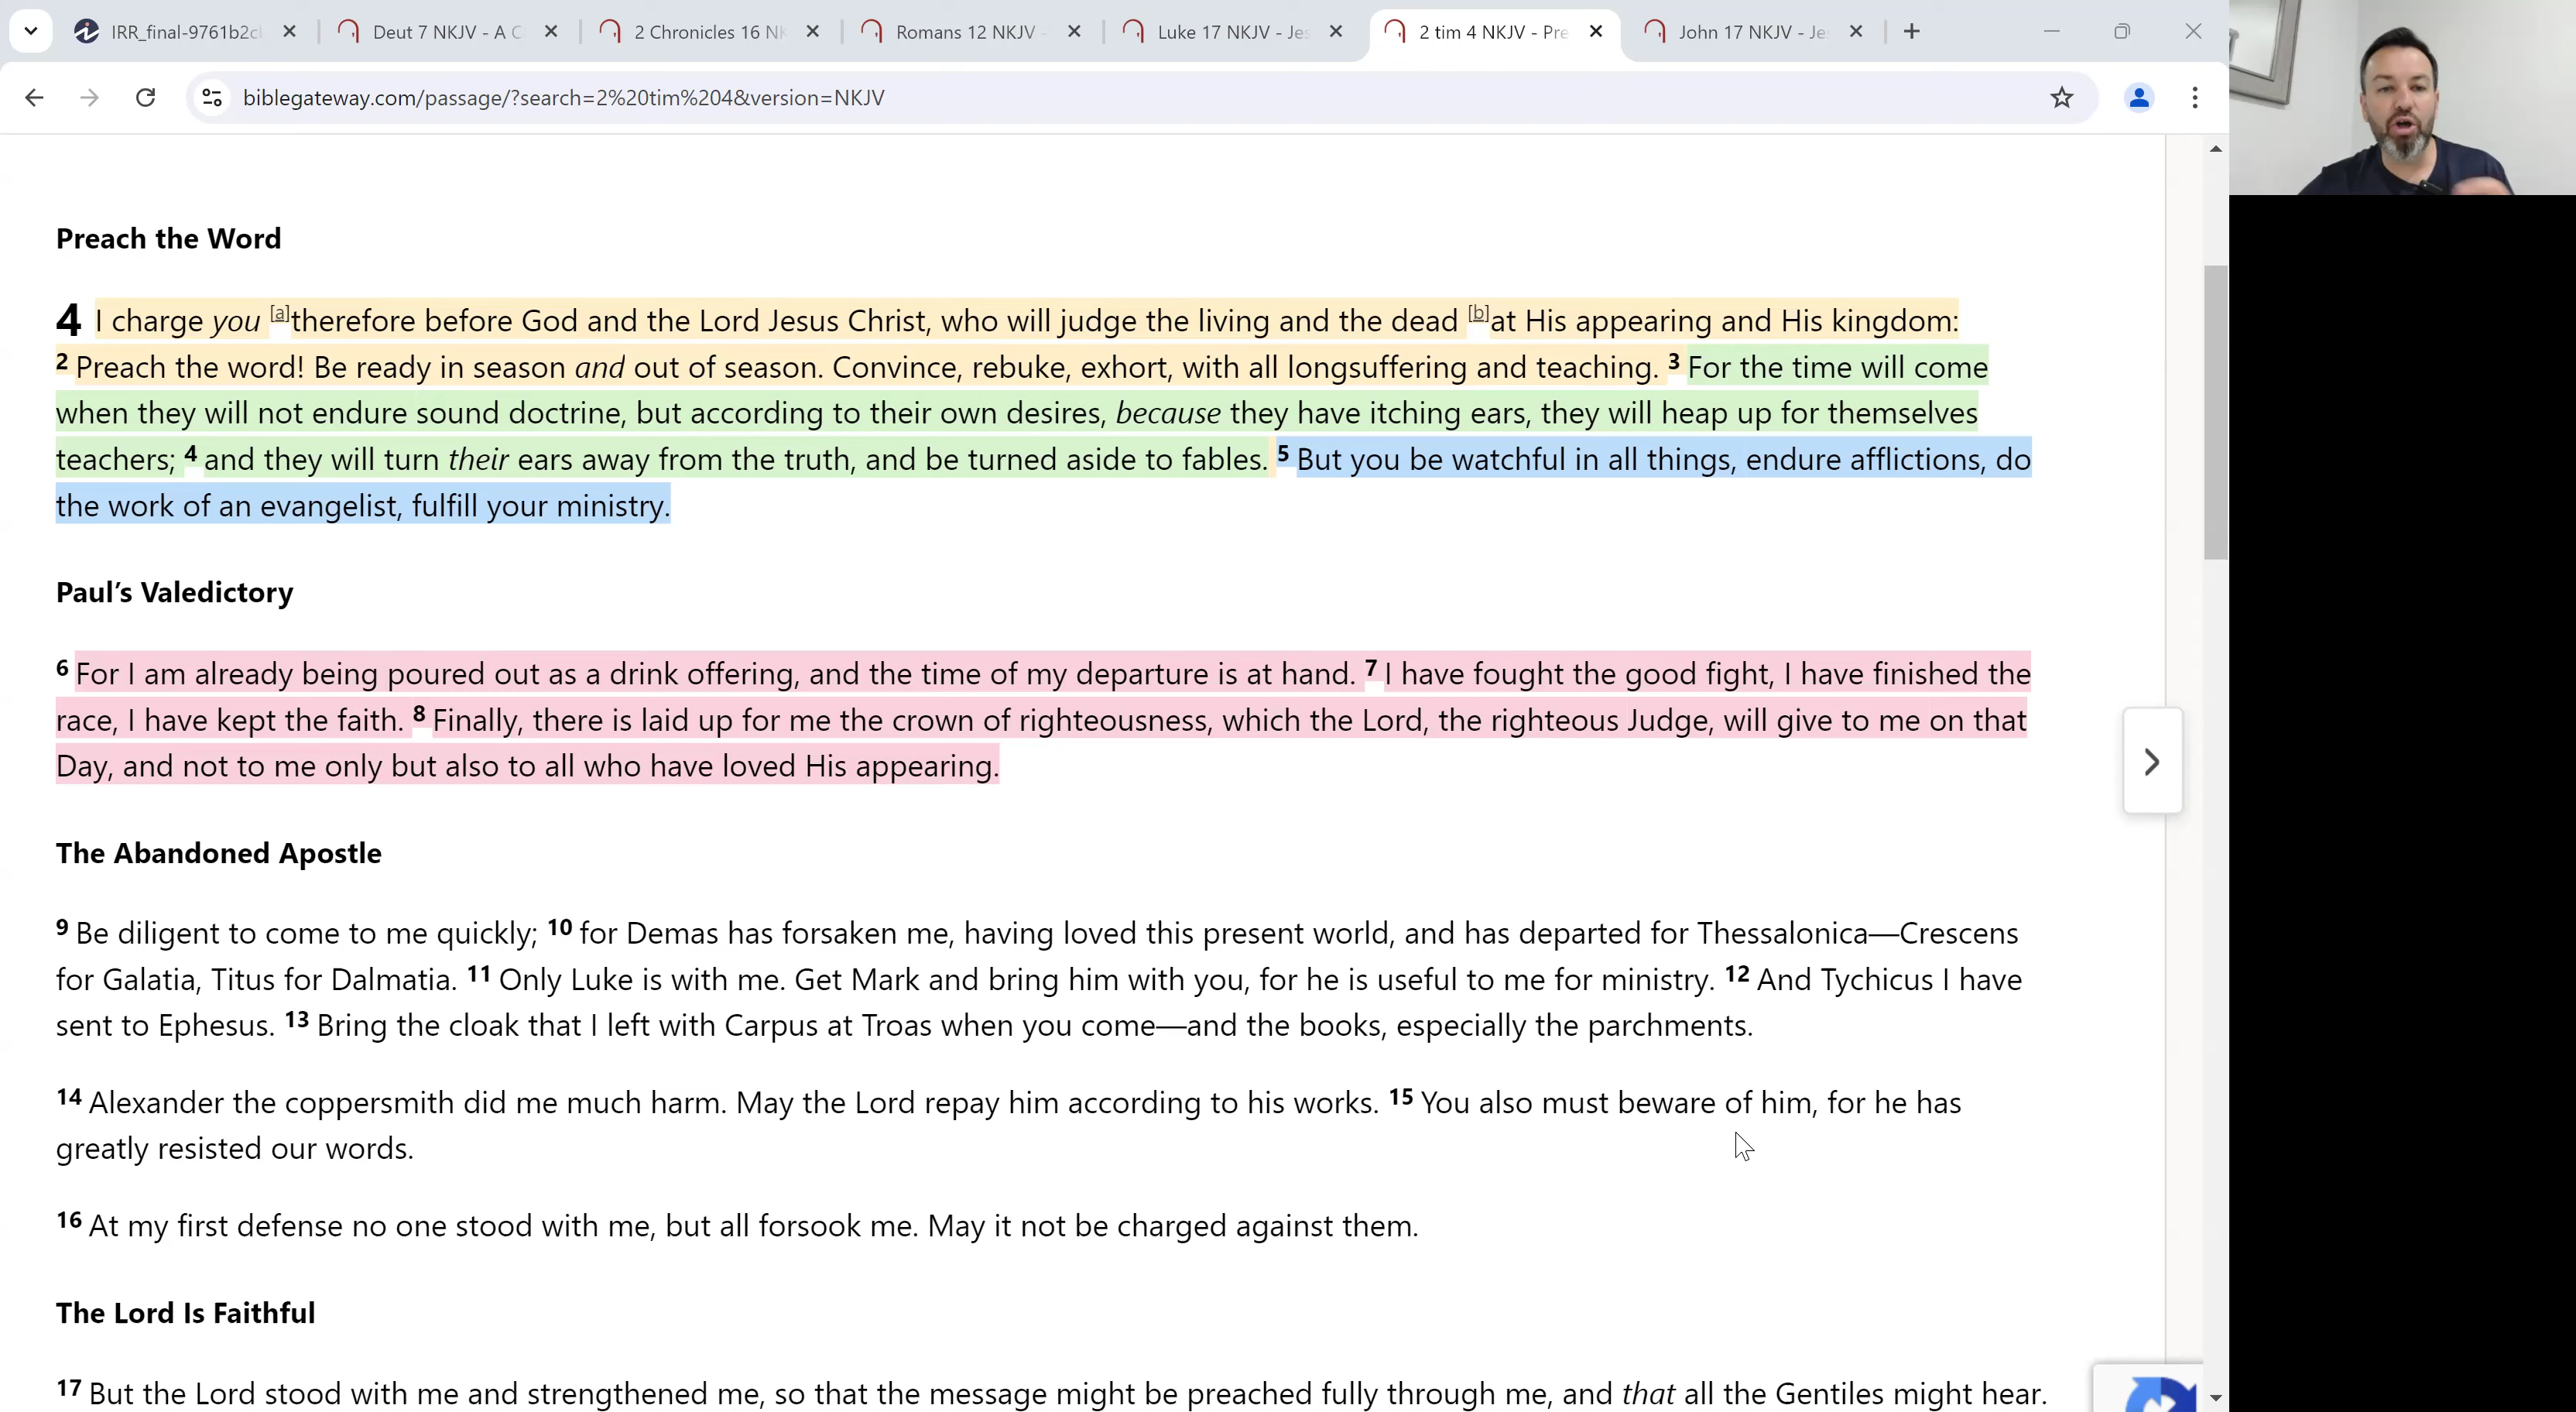 IRR_final-9761b2c
Deut 7 NKJV - A C
2 Chronicles 16 NK
Romans 12 NKJV -
Luke 17 NKJV - Jes
2 tim 4 NKJV - Pre
John 17 NKJV - Je
biblegateway.com/passage/?search=2%20tim%204&version=NKJV
Preach the Word
4 I charge you [a]therefore before God and the Lord Jesus Christ, who will judge the living and the dead [b]at His appearing and His kingdom:
2 Preach the word! Be ready in season and out of season. Convince, rebuke, exhort, with all longsuffering and teaching. 3 For the time will come
when they will not endure sound doctrine, but according to their own desires, because they have itching ears, they will heap up for themselves
teachers; 4 and they will turn their ears away from the truth, and be turned aside to fables. 5 But you be watchful in all things, endure afflictions, do
the work of an evangelist, fulfill your ministry.
Paul’s Valedictory
6 For I am already being poured out as a drink offering, and the time of my departure is at hand. 7 I have fought the good fight, I have finished the
race, I have kept the faith. 8 Finally, there is laid up for me the crown of righteousness, which the Lord, the righteous Judge, will give to me on that
Day, and not to me only but also to all who have loved His appearing.
The Abandoned Apostle
9 Be diligent to come to me quickly; 10 for Demas has forsaken me, having loved this present world, and has departed for Thessalonica—Crescens
for Galatia, Titus for Dalmatia. 11 Only Luke is with me. Get Mark and bring him with you, for he is useful to me for ministry. 12 And Tychicus I have
sent to Ephesus. 13 Bring the cloak that I left with Carpus at Troas when you come—and the books, especially the parchments.
14 Alexander the coppersmith did me much harm. May the Lord repay him according to his works. 15 You also must beware of him, for he has
greatly resisted our words.
16 At my first defense no one stood with me, but all forsook me. May it not be charged against them.
The Lord Is Faithful
17 But the Lord stood with me and strengthened me, so that the message might be preached fully through me, and that all the Gentiles might hear.